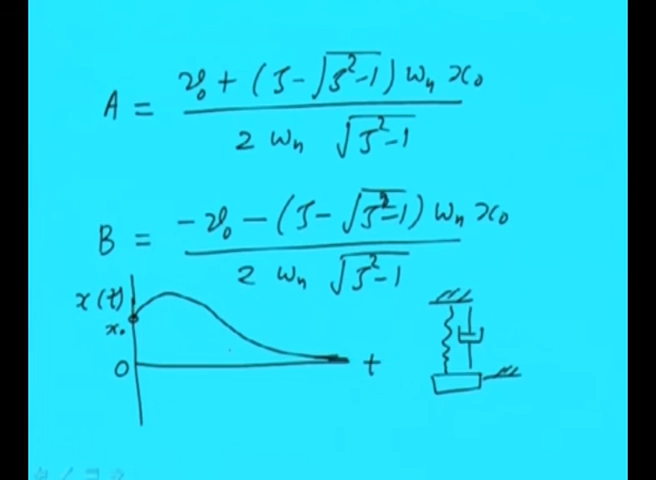 A = v₀ + (ζ - √ζ²-1) ωₙ x₀ / 2 ωₙ √ζ²-1
B = -v₀ - (ζ - √ζ²-1) ωₙ x₀ / 2 ωₙ √ζ²-1
x(t)
x₀
0
t